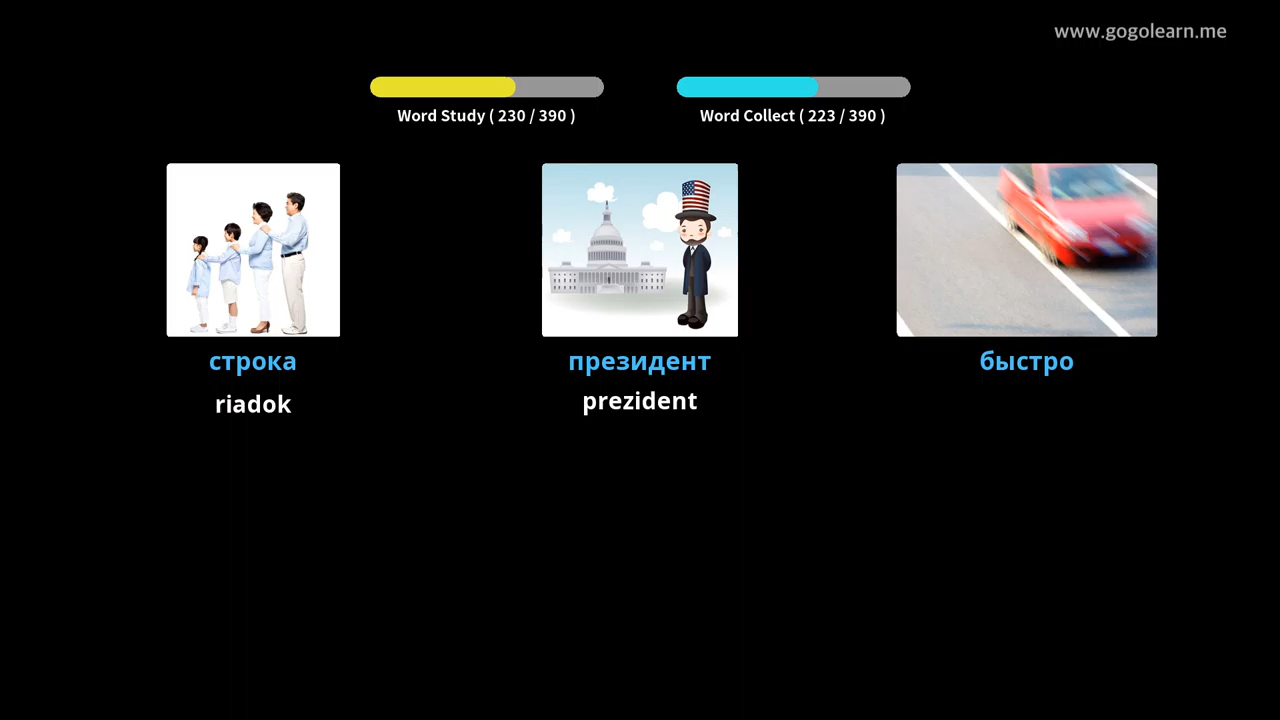 www.gogolearn.me
Word Study ( 230 / 390 )
Word Collect ( 223 / 390 )
строка
президент
быстро
riadok
prezident